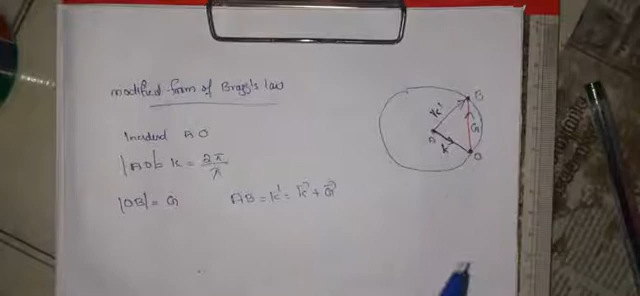 modified form of Bragg's law
Incident AO
|AO| = K = 2π/λ
|OB| = G AB = K' = K⃗ + G⃗
B
K'
G
A
K
O